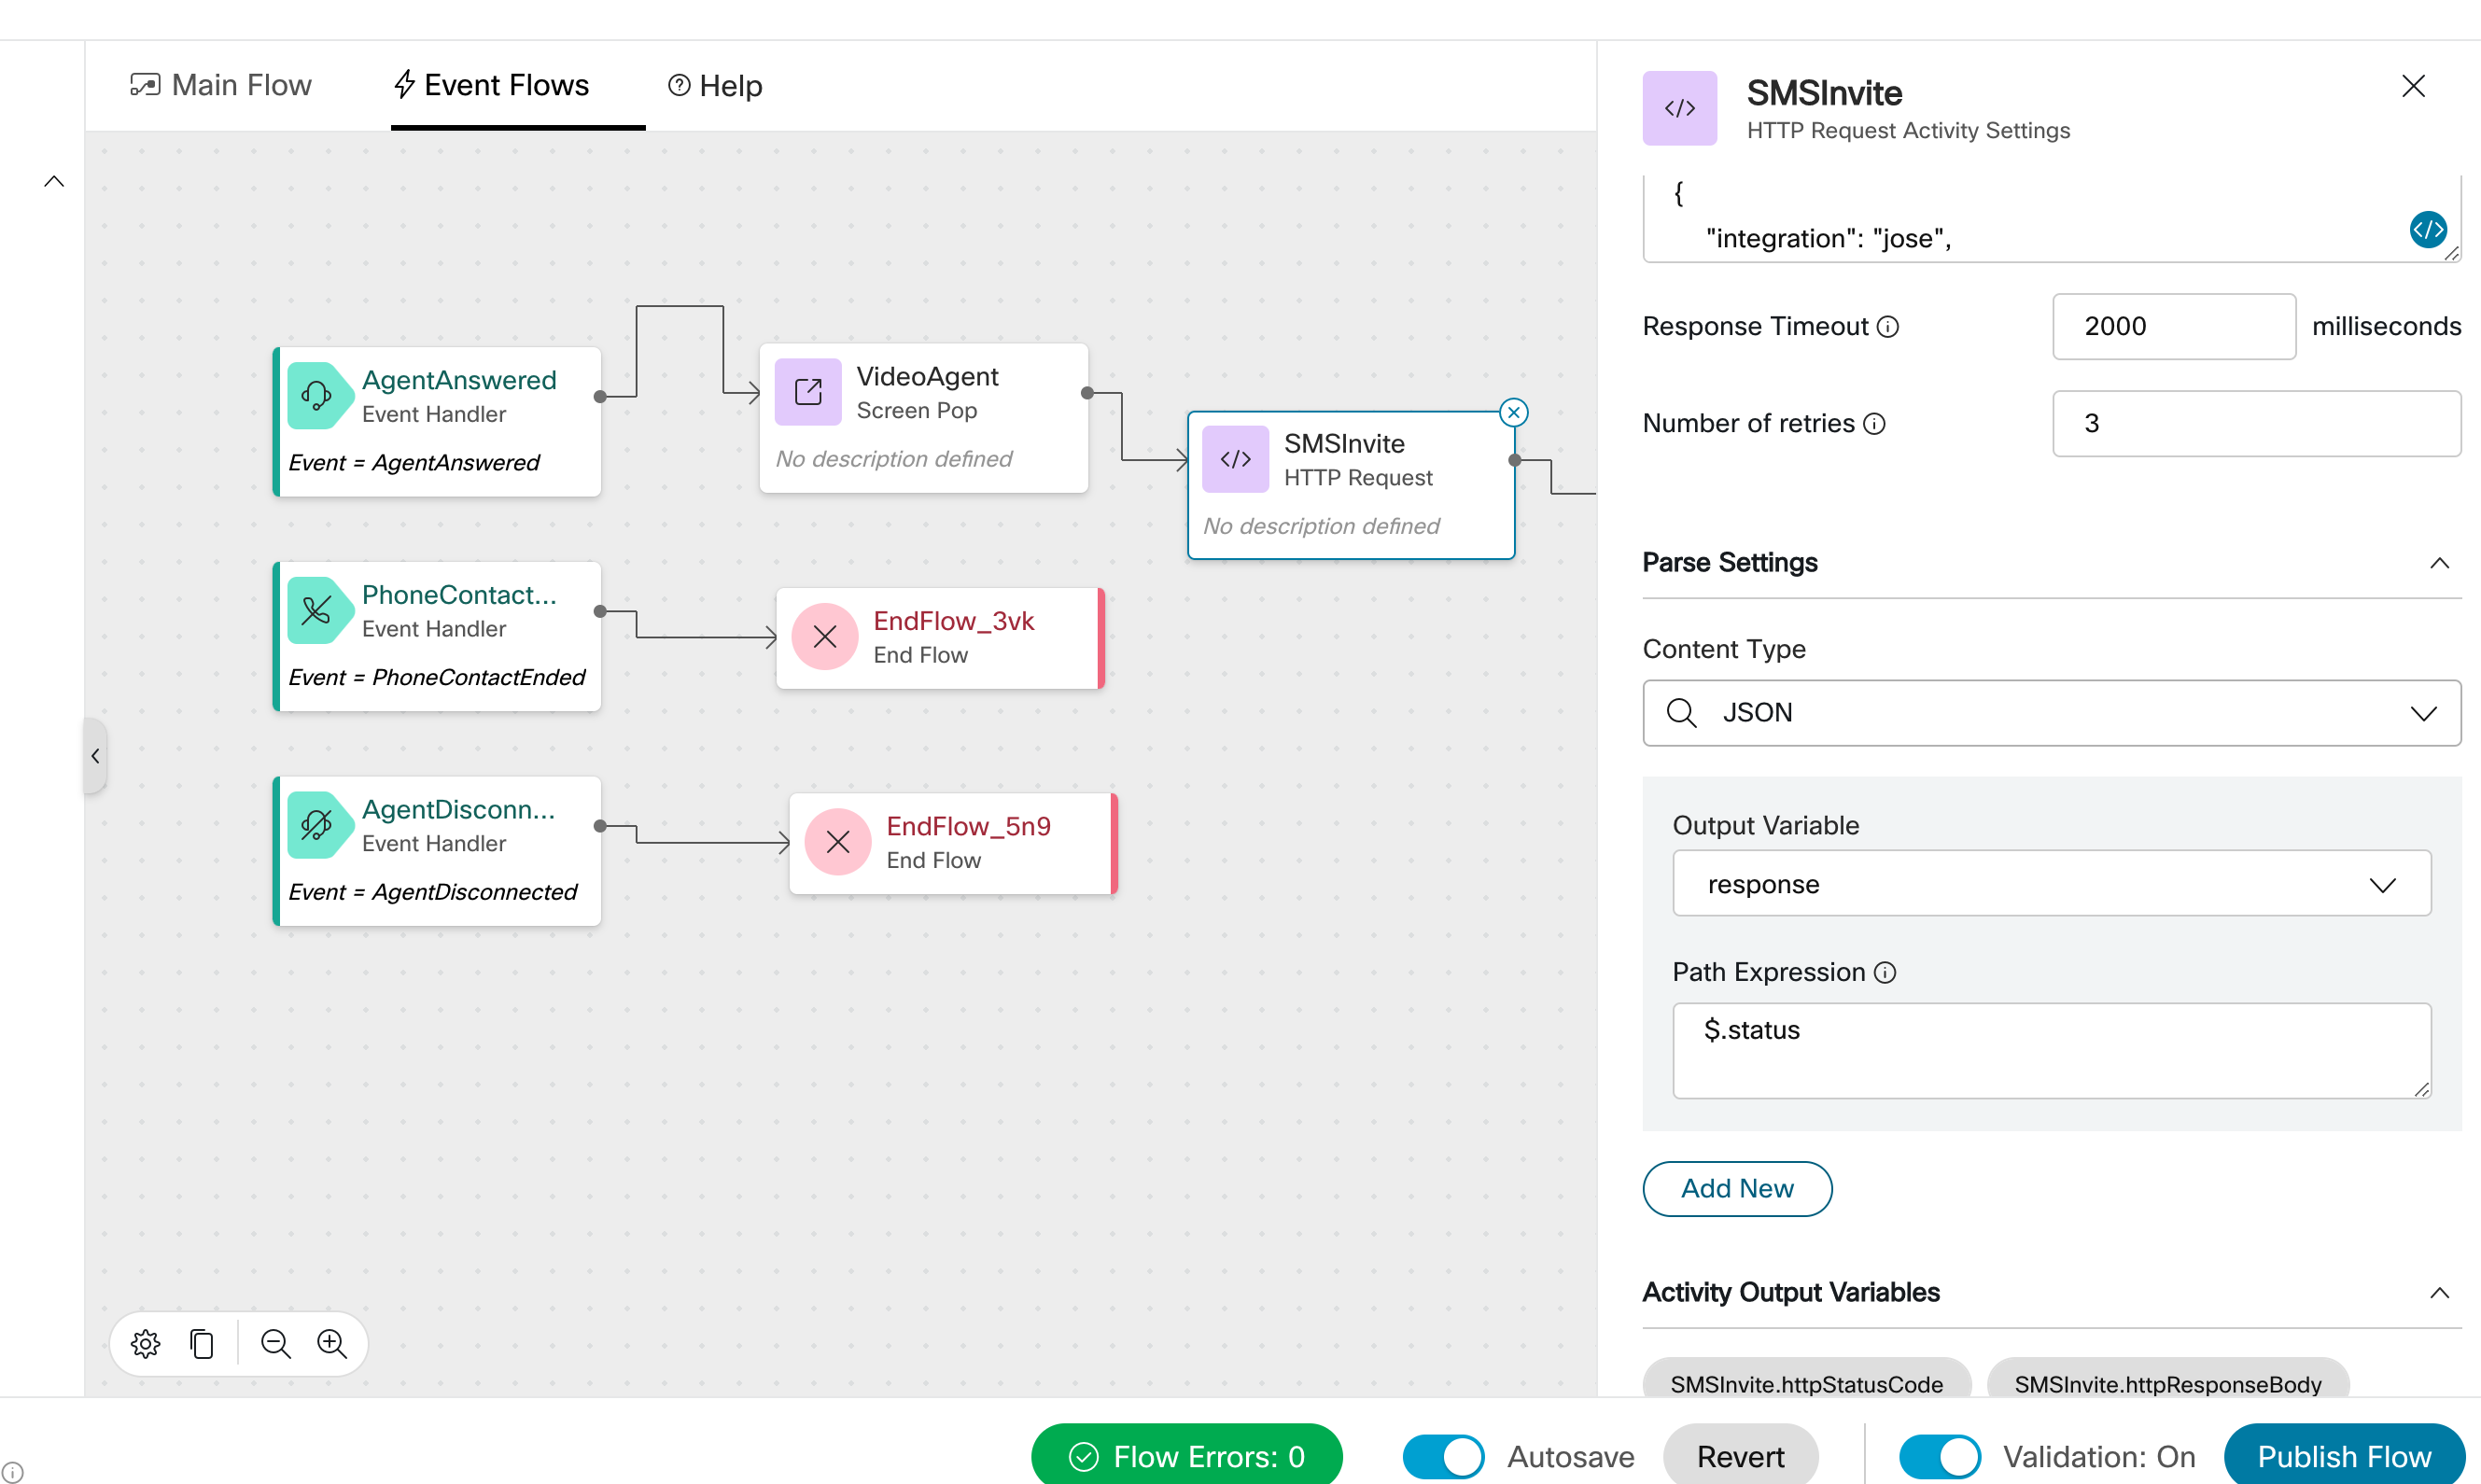 Main Flow
Event Flows
Help
SMSInvite
HTTP Request Activity Settings
{
"integration": "jose",
Response Timeout
2000
milliseconds
Number of retries
3
Parse Settings
Content Type
JSON
Output Variable
response
Path Expression
$.status
Add New
Activity Output Variables
SMSInvite.httpStatusCode
SMSInvite.httpResponseBody
AgentAnswered
Event Handler
Event = AgentAnswered
VideoAgent
Screen Pop
No description defined
SMSInvite
HTTP Request
No description defined
PhoneContact...
Event Handler
Event = PhoneContactEnded
EndFlow_3vk
End Flow
AgentDisconn...
Event Handler
Event = AgentDisconnected
EndFlow_5n9
End Flow
Flow Errors: 0
Autosave
Revert
Validation: On
Publish Flow